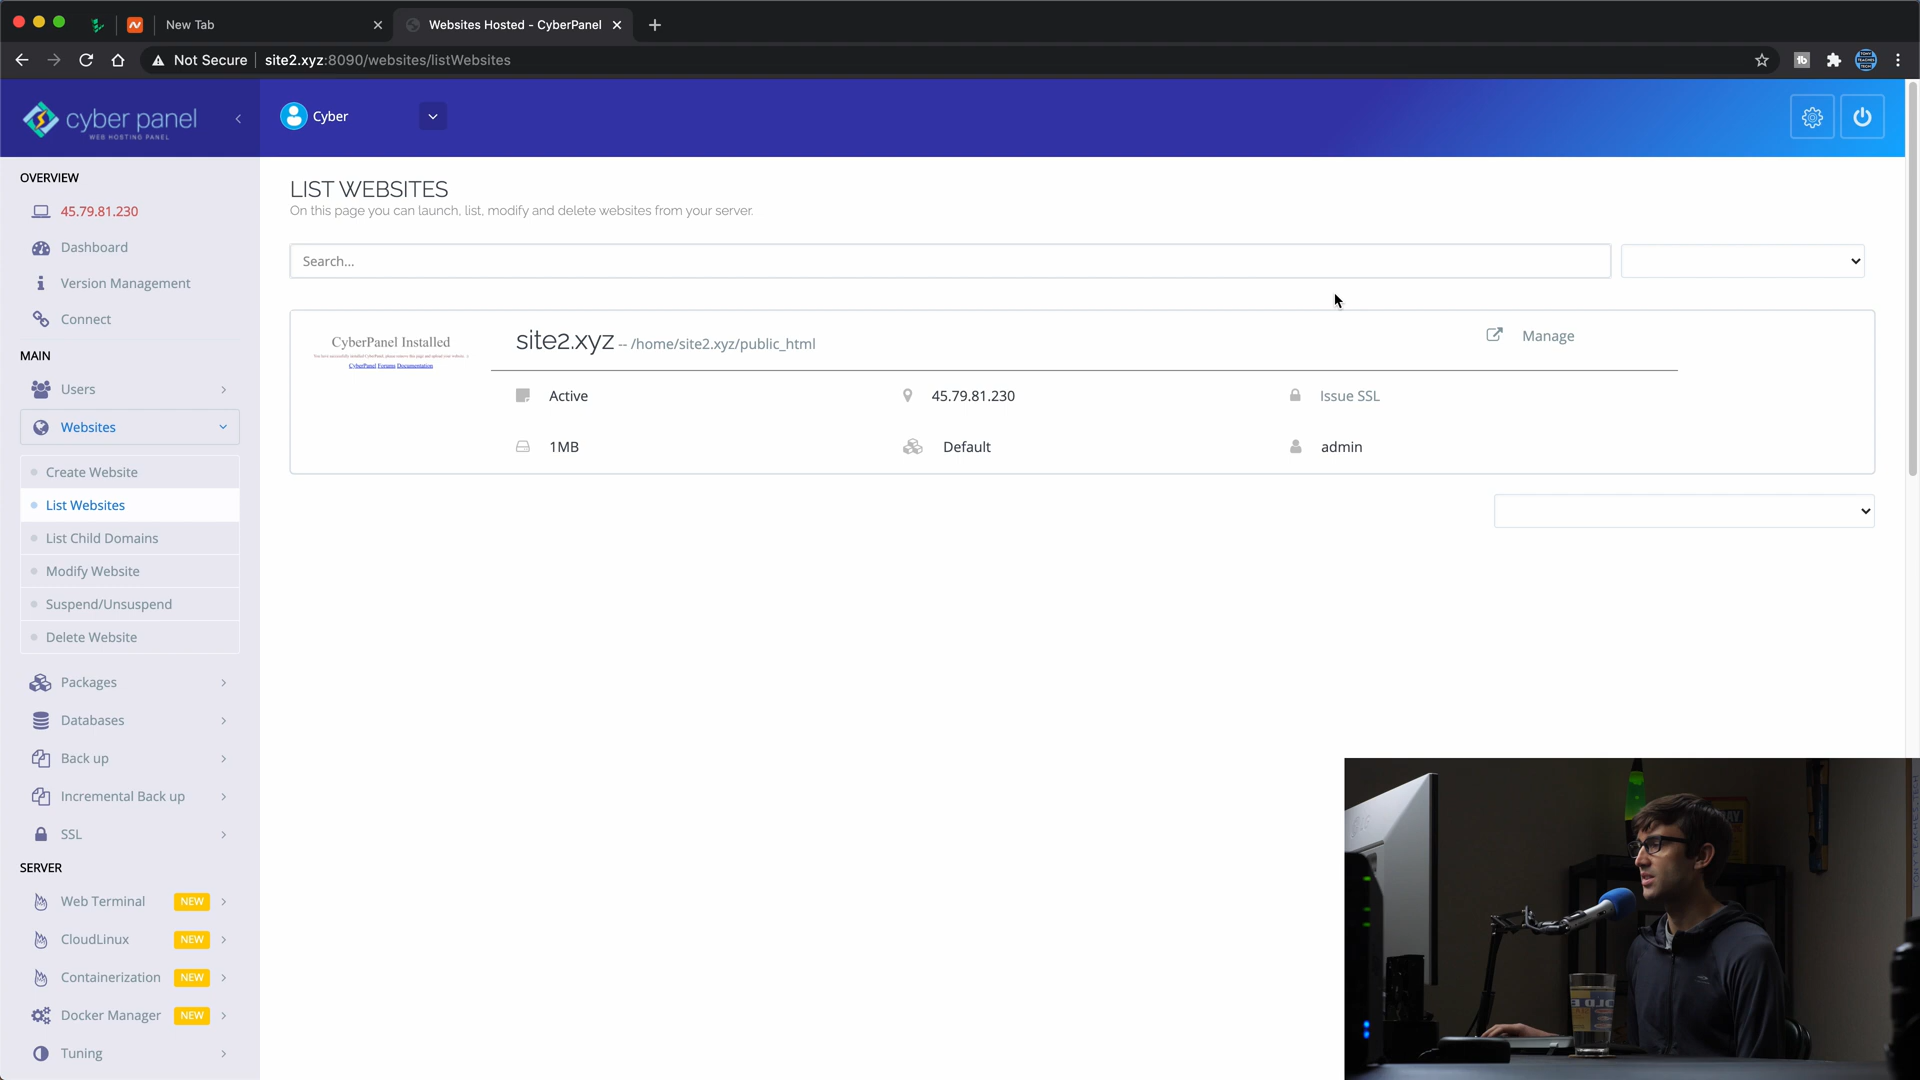 New Tab
Websites Hosted - CyberPanel
Not Secure
site2.xyz:8090/websites/listWebsites
cyber panel
WEB HOSTING PANEL
Cyber
OVERVIEW
45.79.81.230
Dashboard
Version Management
Connect
MAIN
Users
Websites
Create Website
List Websites
List Child Domains
Modify Website
Suspend/Unsuspend
Delete Website
Packages
Databases
Back up
Incremental Back up
SSL
SERVER
Web Terminal NEW
CloudLinux NEW
Containerization NEW
Docker Manager NEW
Tuning
LIST WEBSITES
On this page you can launch, list, modify and delete websites from your server.
Search...
CyberPanel Installed
CyberPanel Forums Documentation
site2.xyz -- /home/site2.xyz/public_html
Manage
Active
45.79.81.230
Issue SSL
1MB
Default
admin